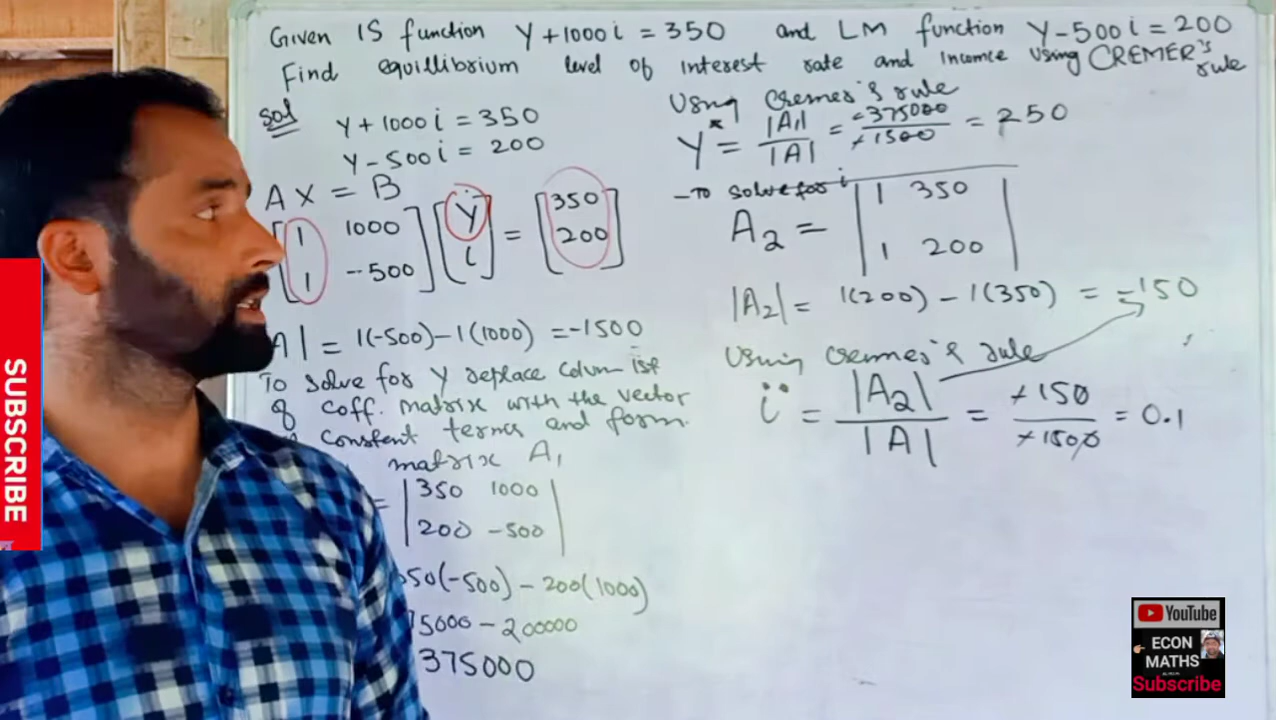 Given IS function Y+1000i = 350 and LM function Y-500i = 200
Find equillibrium level of interest rate and Income using CREMER's rule
Sol
Y+1000i = 350
Y-500i = 200
AX = B
[1 1000] [Y] = [350]
[1 -500] [i] [200]
A| = 1(-500)-1(1000) = -1500
To solve for Y replace column 1st
of coff. matrix with the vector
constent terms and form
matrix A₁
= |350 1000|
|200 -500|
50(-500) - 200(1000)
75000 - 200000
375000
Using Cremer's rule
Y* = |A₁|/|A| = -375000/-1500 = 250
- To solve for i
A₂ = |1 350|
|1 200|
|A₂| = 1(200) - 1(350) = -150
Using Cremer's rule
i = |A₂|/|A| = -150/-1500 = 0.1
SUBSCRIBE
YouTube
ECON
MATHS
Subscribe